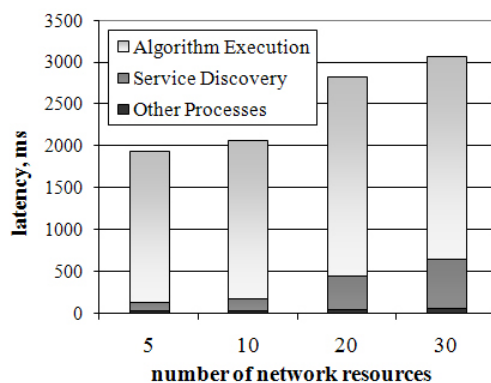 3500
3000
2500
2000
1500
1000
500
0
latency, ms
Algorithm Execution
Service Discovery
Other Processes
5 10 20 30
number of network resources